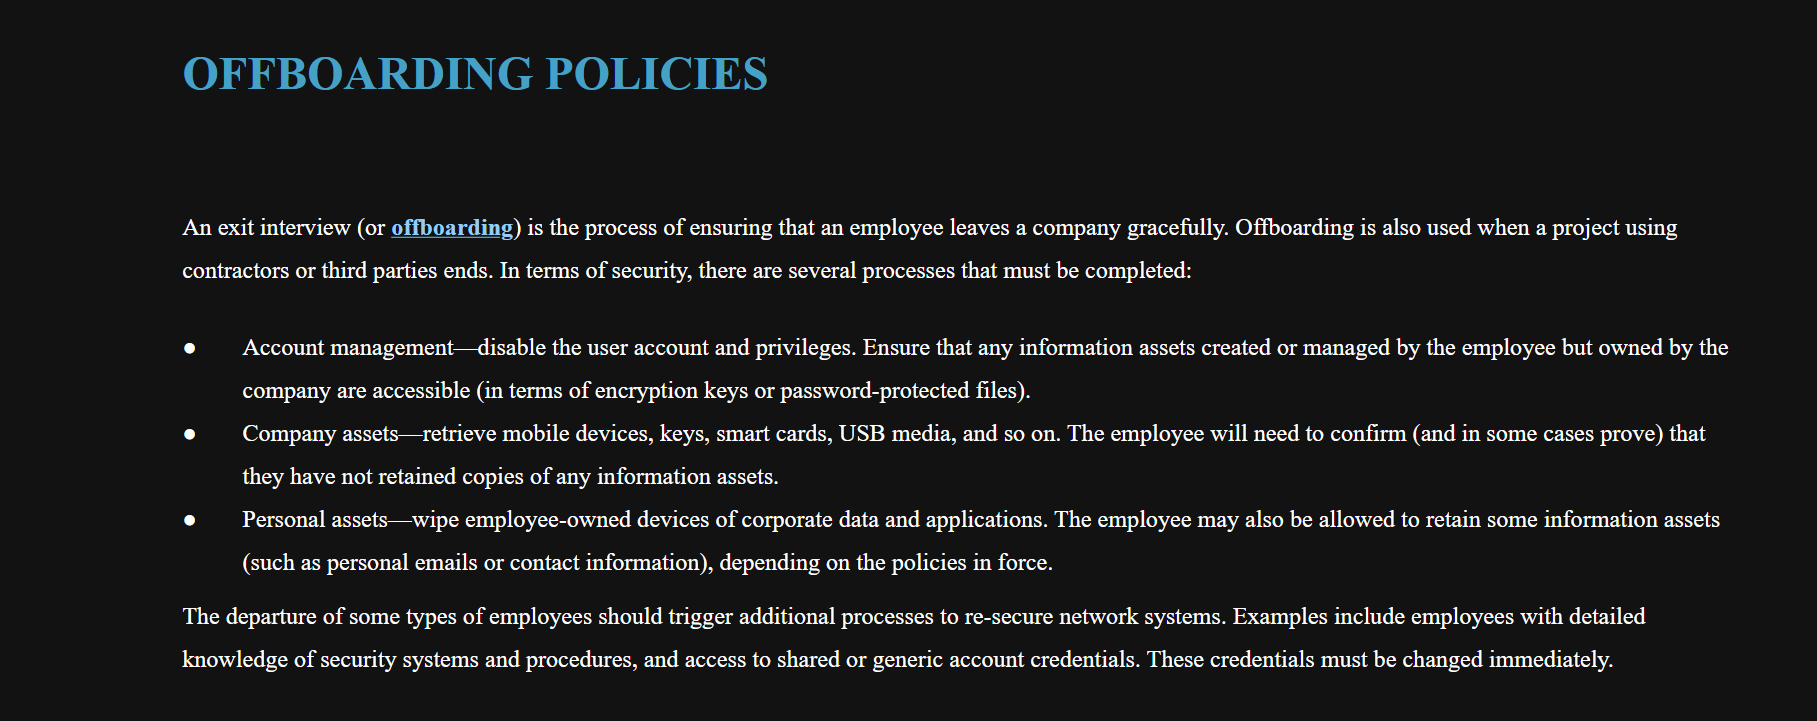 OFFBOARDING POLICIES
An exit interview (or offboarding) is the process of ensuring that an employee leaves a company gracefully. Offboarding is also used when a project using
contractors or third parties ends. In terms of security, there are several processes that must be completed:
● Account management—disable the user account and privileges. Ensure that any information assets created or managed by the employee but owned by the
company are accessible (in terms of encryption keys or password-protected files).
● Company assets—retrieve mobile devices, keys, smart cards, USB media, and so on. The employee will need to confirm (and in some cases prove) that
they have not retained copies of any information assets.
● Personal assets—wipe employee-owned devices of corporate data and applications. The employee may also be allowed to retain some information assets
(such as personal emails or contact information), depending on the policies in force.
The departure of some types of employees should trigger additional processes to re-secure network systems. Examples include employees with detailed
knowledge of security systems and procedures, and access to shared or generic account credentials. These credentials must be changed immediately.